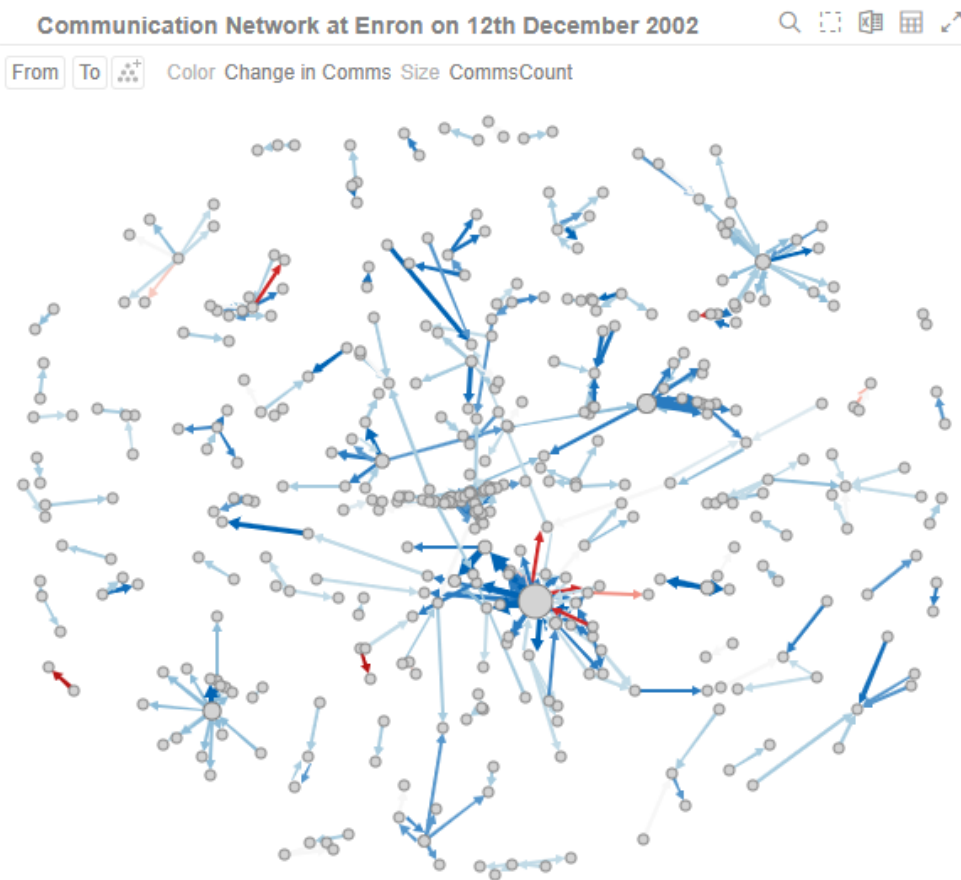 Communication Network at Enron on 12th December 2002
From To Color Change in Comms Size CommsCount